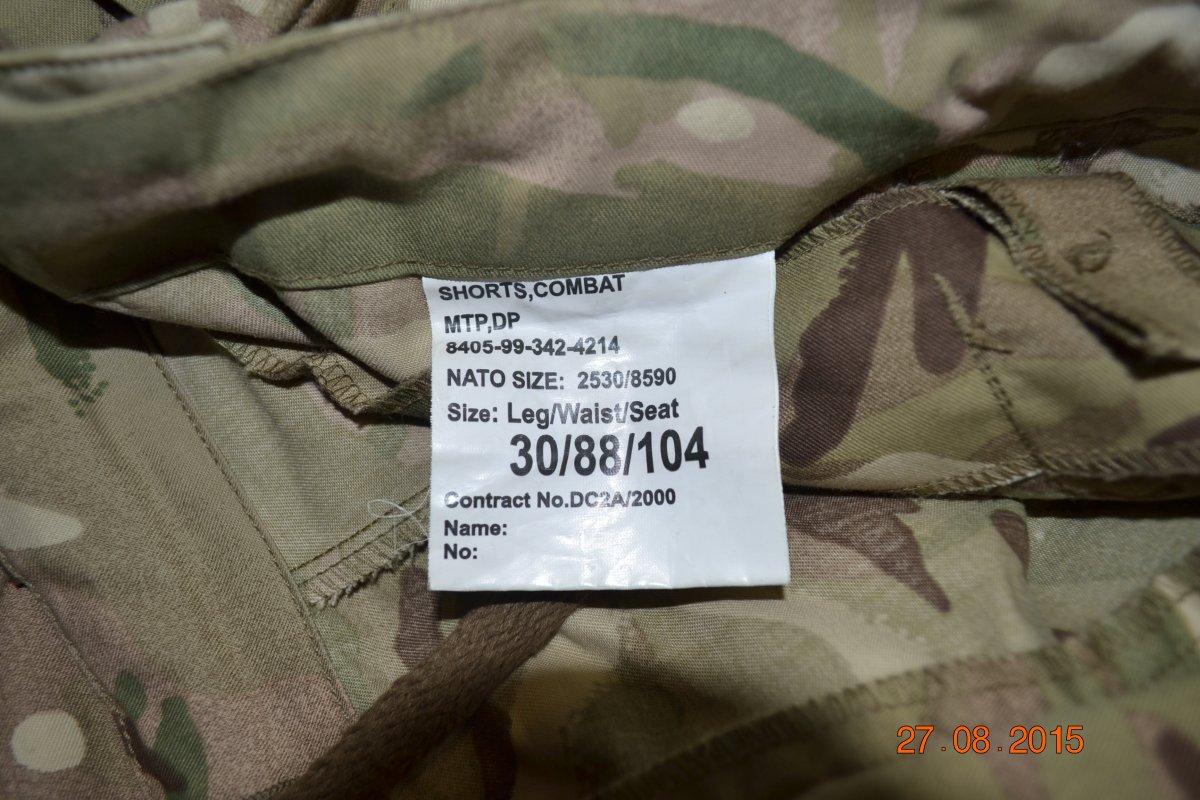 SHORTS,COMBAT
MTP,DP
8405-99-342-4214
NATO SIZE: 2530/8590
Size: Leg/Waist/Seat
30/88/104
Contract No.DC2A/2000
Name:
No:
27.08.2015